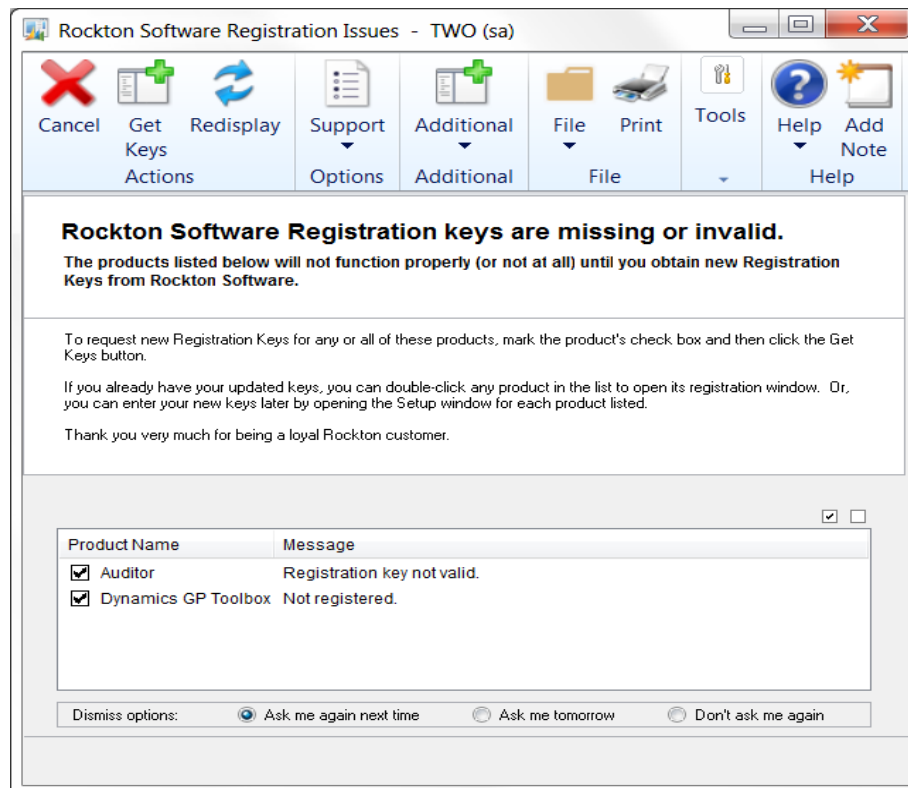 Rockton Software Registration Issues - TWO (sa)
Cancel Get Keys Redisplay Support Additional File Print Tools Help Add Note
Actions Options Additional File Help
Rockton Software Registration keys are missing or invalid.
The products listed below will not function properly (or not at all) until you obtain new Registration
Keys from Rockton Software.
To request new Registration Keys for any or all of these products, mark the product's check box and then click the Get
Keys button.
If you already have your updated keys, you can double-click any product in the list to open its registration window. Or,
you can enter your new keys later by opening the Setup window for each product listed.
Thank you very much for being a loyal Rockton customer.
Product Name Message
Auditor Registration key not valid.
Dynamics GP Toolbox Not registered.
Dismiss options: Ask me again next time Ask me tomorrow Don't ask me again